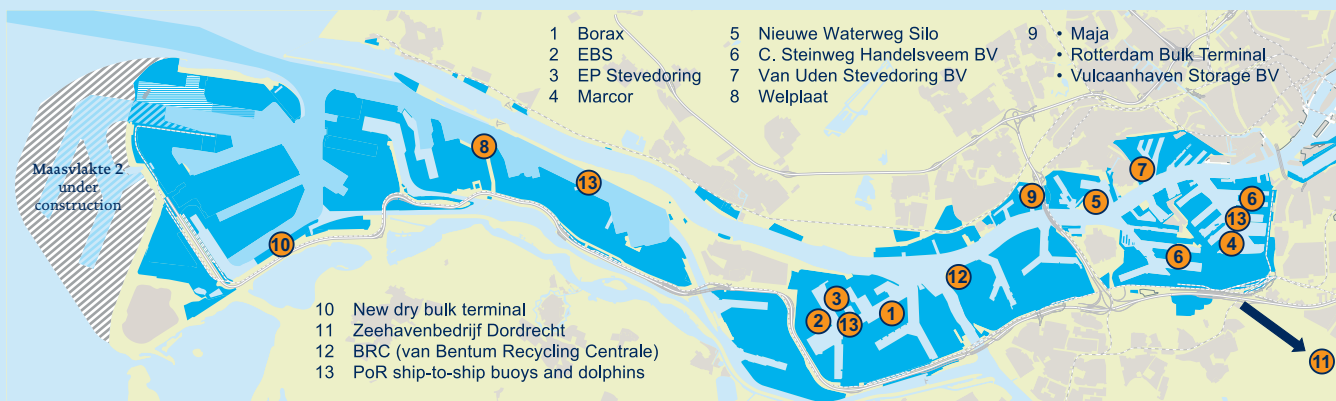 1 Borax
2 EBS
3 EP Stevedoring
4 Marcor
5 Nieuwe Waterweg Silo
6 C. Steinweg Handelsveem BV
7 Van Uden Stevedoring BV
8 Welplaat
9 • Maja
• Rotterdam Bulk Terminal
• Vulcaanhaven Storage BV
Maasvlakte 2
under
construction
8
13
10
9
5
7
6
13
4
6
12
3
2
13
1
11
10 New dry bulk terminal
11 Zeehavenbedrijf Dordrecht
12 BRC (van Bentum Recycling Centrale)
13 PoR ship-to-ship buoys and dolphins